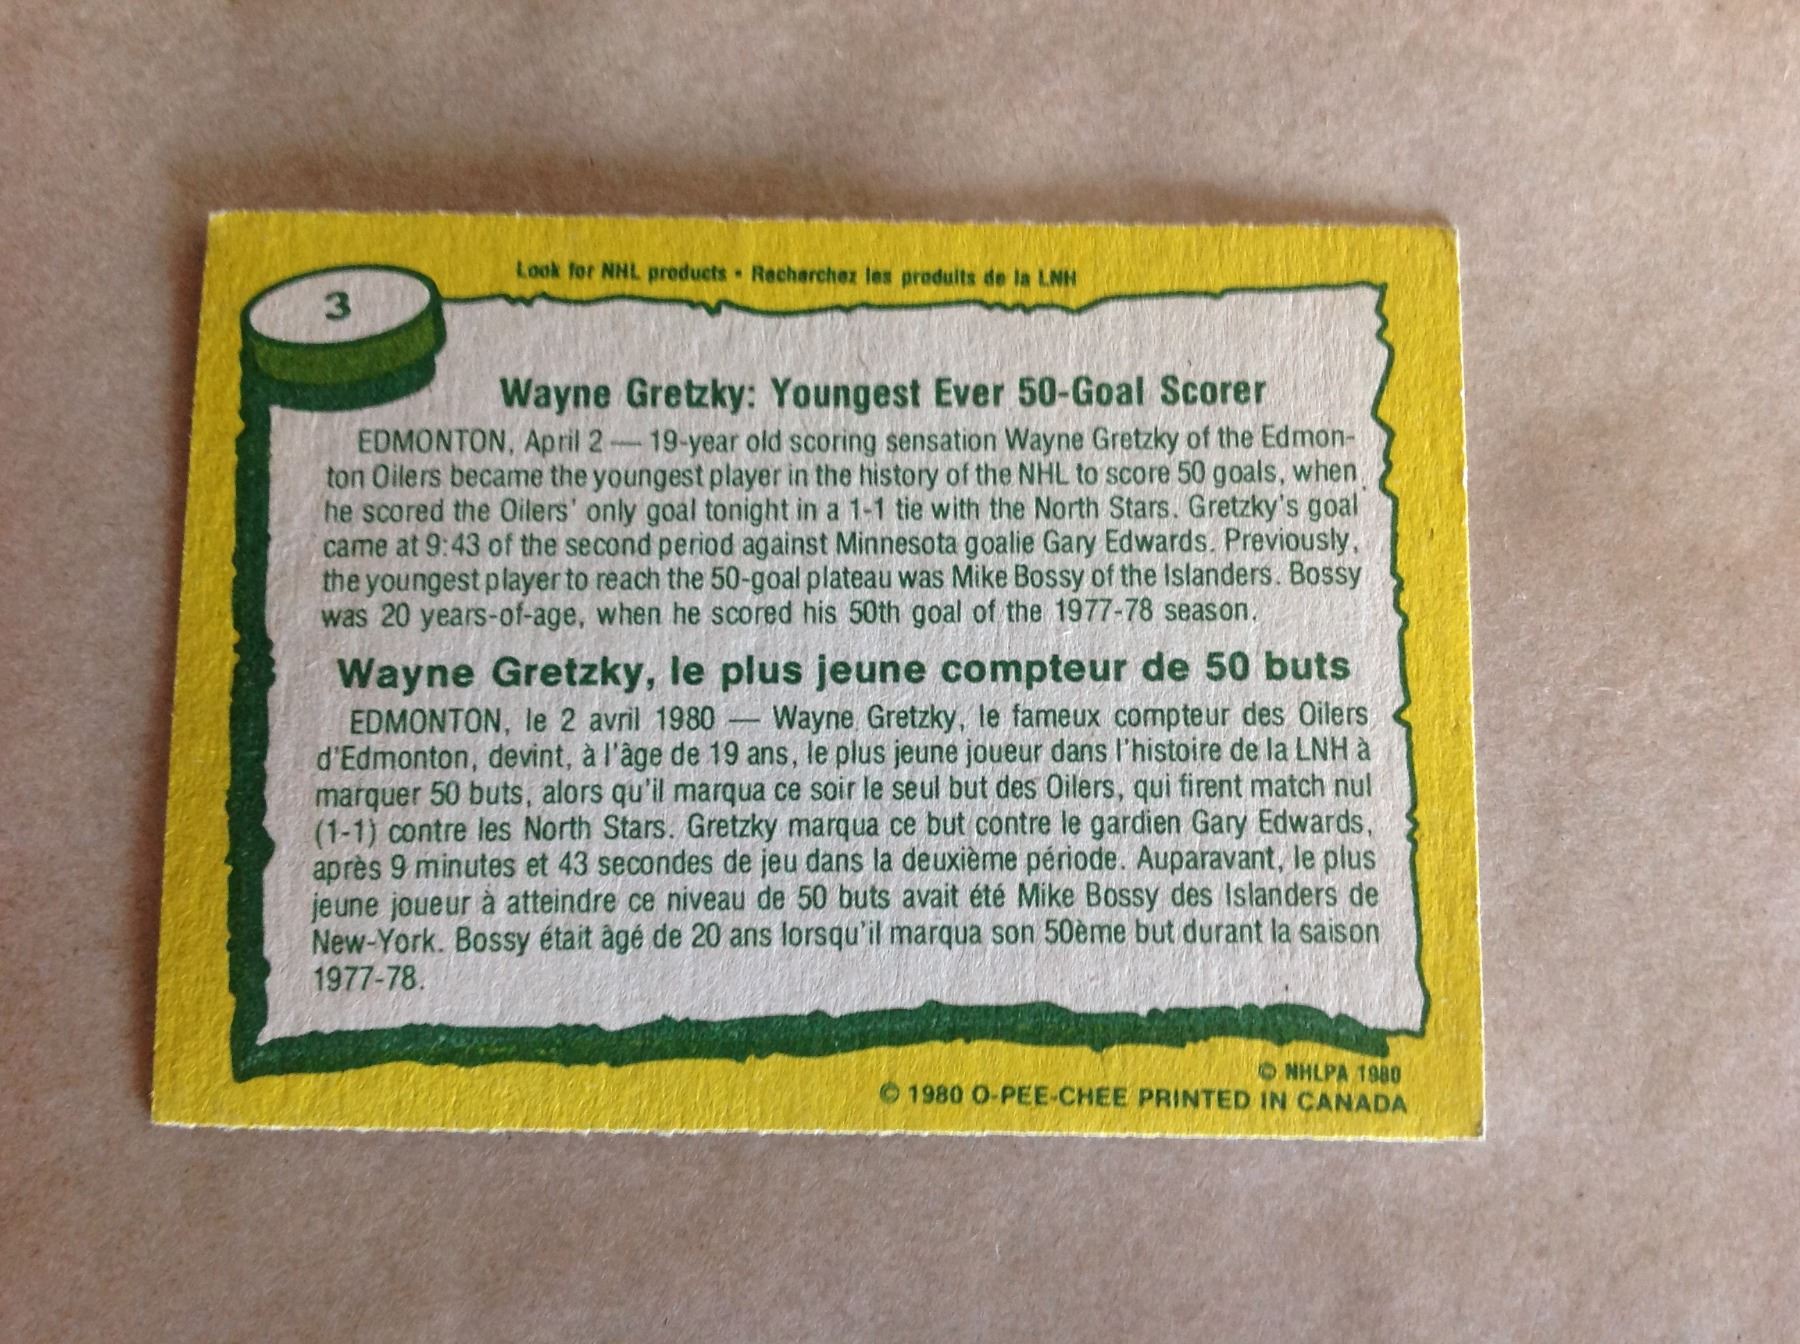 Look for NHL products • Recherchez les produits de la LNH
3
Wayne Gretzky: Youngest Ever 50-Goal Scorer
EDMONTON, April 2 — 19-year old scoring sensation Wayne Gretzky of the Edmon-
ton Oilers became the youngest player in the history of the NHL to score 50 goals, when
he scored the Oilers' only goal tonight in a 1-1 tie with the North Stars. Gretzky's goal
came at 9:43 of the second period against Minnesota goalie Gary Edwards. Previously,
the youngest player to reach the 50-goal plateau was Mike Bossy of the Islanders. Bossy
was 20 years-of-age, when he scored his 50th goal of the 1977-78 season.
Wayne Gretzky, le plus jeune compteur de 50 buts
EDMONTON, le 2 avril 1980 — Wayne Gretzky, le fameux compteur des Oilers
d'Edmonton, devint, à l'âge de 19 ans, le plus jeune joueur dans l'histoire de la LNH à
marquer 50 buts, alors qu'il marqua ce soir le seul but des Oilers, qui firent match nul
(1-1) contre les North Stars. Gretzky marqua ce but contre le gardien Gary Edwards,
après 9 minutes et 43 secondes de jeu dans la deuxième période. Auparavant, le plus
jeune joueur à atteindre ce niveau de 50 buts avait été Mike Bossy des Islanders de
New-York. Bossy était âgé de 20 ans lorsqu'il marqua son 50ème but durant la saison
1977-78.
© NHLPA 1980
© 1980 O-PEE-CHEE PRINTED IN CANADA